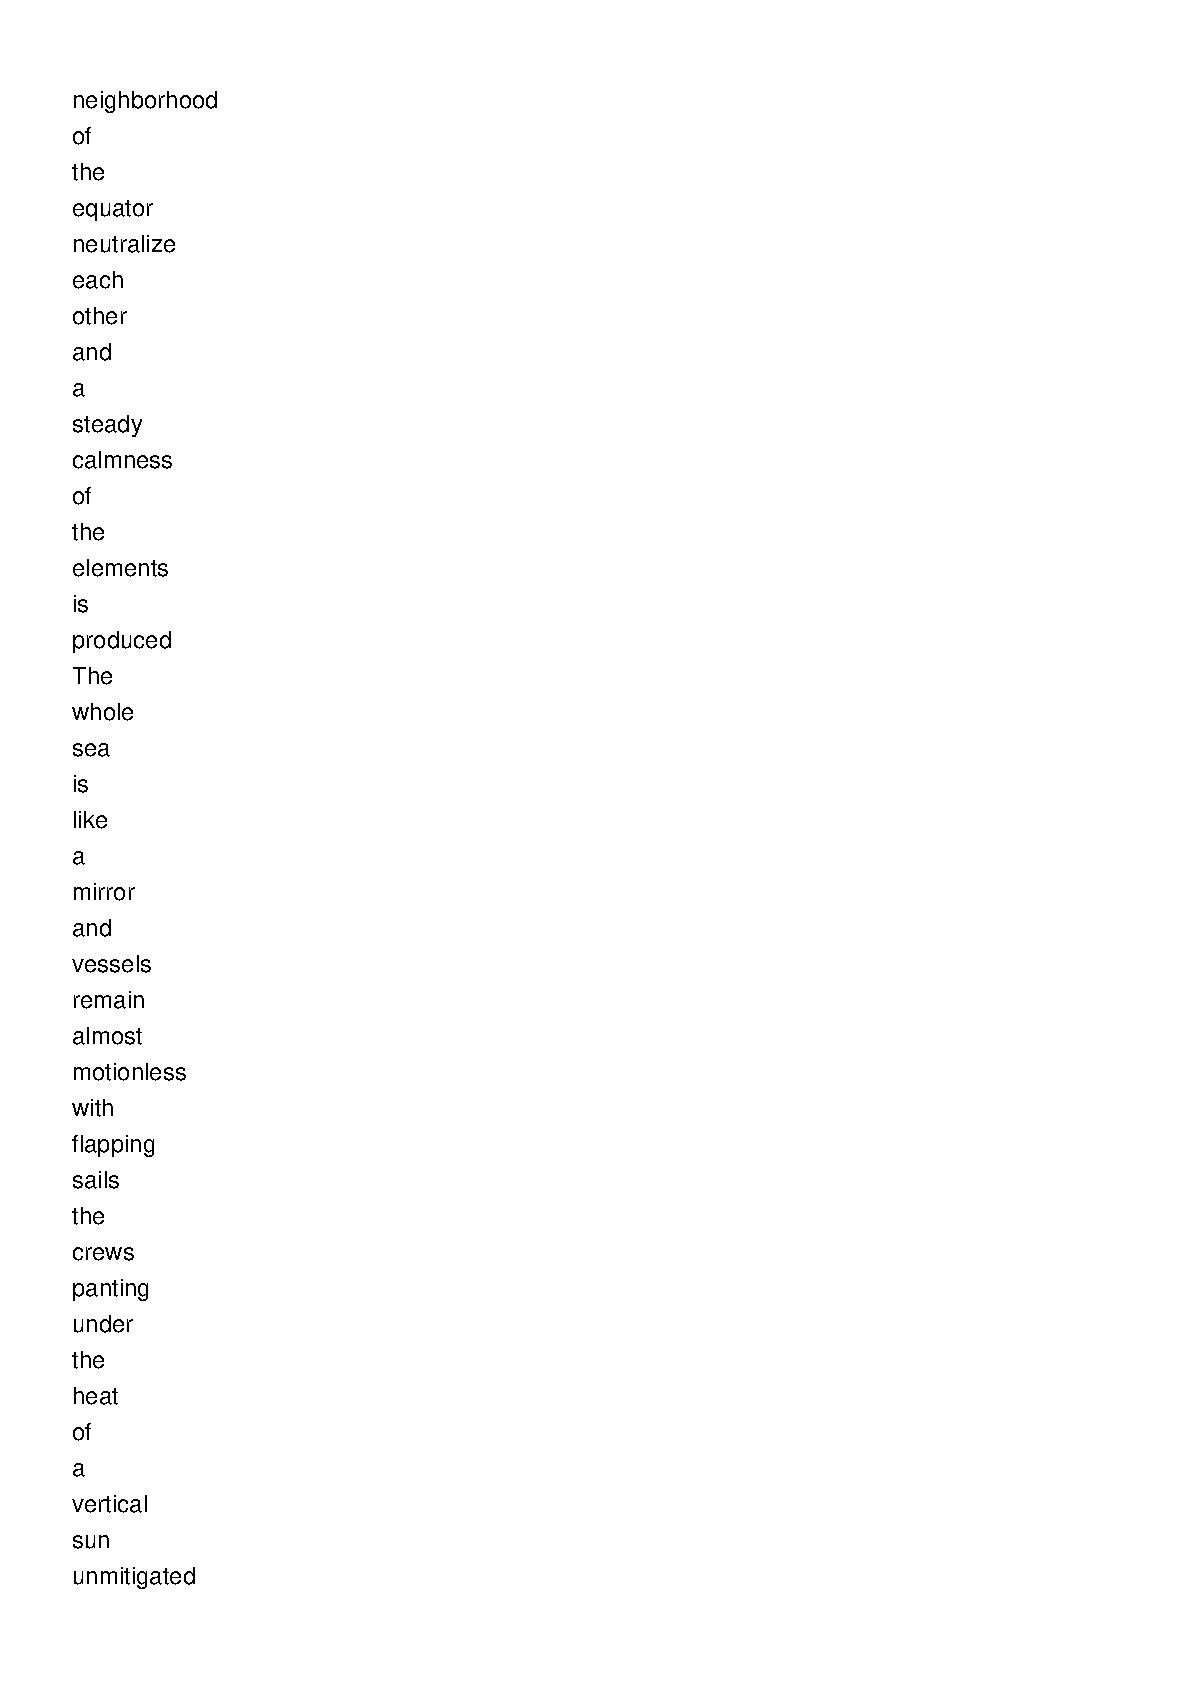 neighborhood
of
the
equator
neutralize
each
other
and
a
steady
calmness
of
the
elements
is
produced
The
whole
sea
is
like
a
mirror
and
vessels
remain
almost
motionless
with
flapping
sails
the
crews
panting
under
the
heat
of
a
vertical
sun
unmitigated